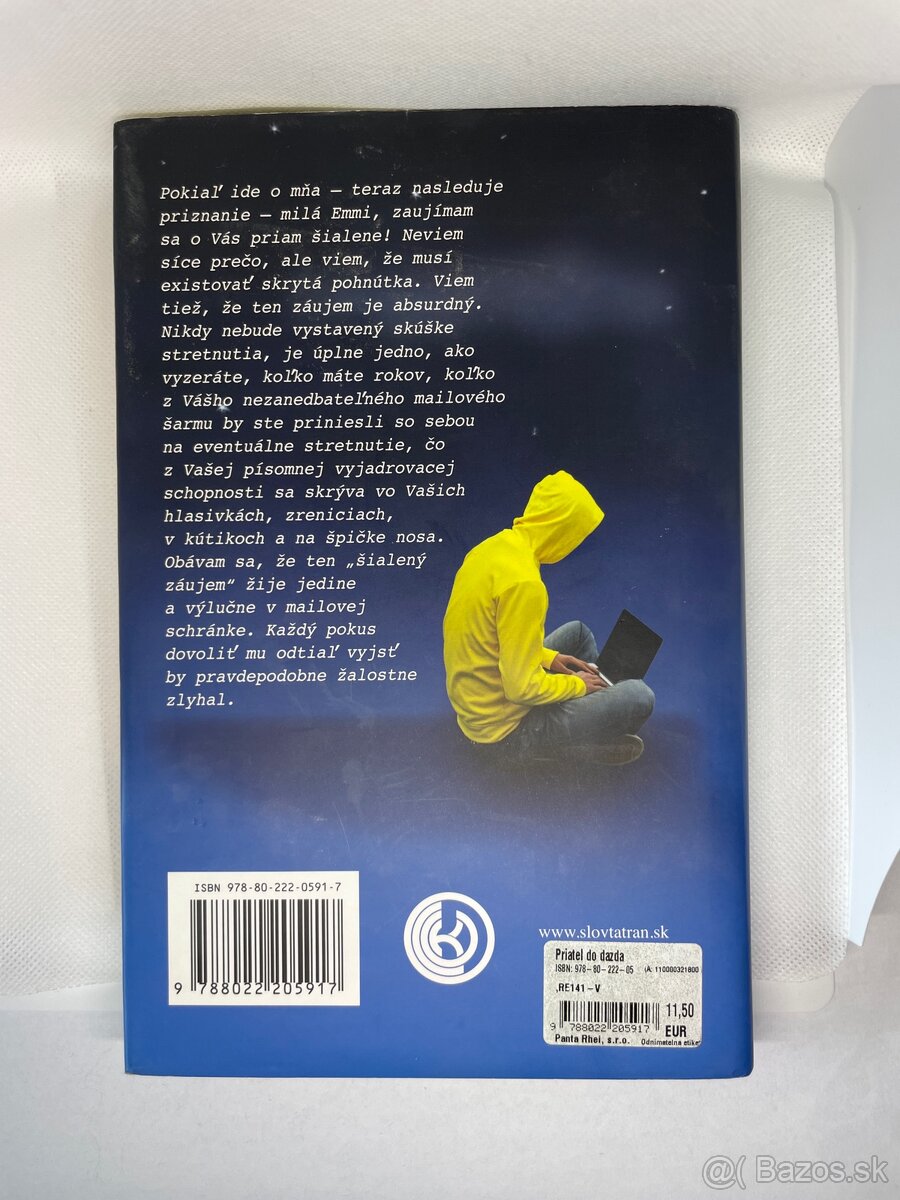 Pokiaľ ide o mňa – teraz nasleduje
priznanie – milá Emmi, zaujímam
sa o Vás priam šialene! Neviem
síce prečo, ale viem, že musí
existovať skrytá pohnútka. Viem
tiež, že ten záujem je absurdný.
Nikdy nebude vystavený skúške
stretnutia, je úplne jedno, ako
vyzeráte, koľko máte rokov, koľko
z Vášho nezanedbateľného mailového
šarmu by ste priniesli so sebou
na eventuálne stretnutie, čo
z Vašej písomnej vyjadrovacej
schopnosti sa skrýva vo Vašich
hlasivkách, zreniciach,
v kútikoch a na špičke nosa.
Obávam sa, že ten „šialený
záujem“ žije jedine
a výlučne v mailovej
schránke. Každý pokus
dovoliť mu odtiaľ vyjsť
by pravdepodobne žalostne
zlyhal.
ISBN 978-80-222-0591-7
9 788022 205917
www.slovtatran.sk
Priatel do dazda
ISBN: 978-80-222-05 (A: 110000321800
,RE141-V
9 788022 205917
11,50
EUR
Panta Rhei, s.r.o. Odnimatelna etike
@( Bazos.sk